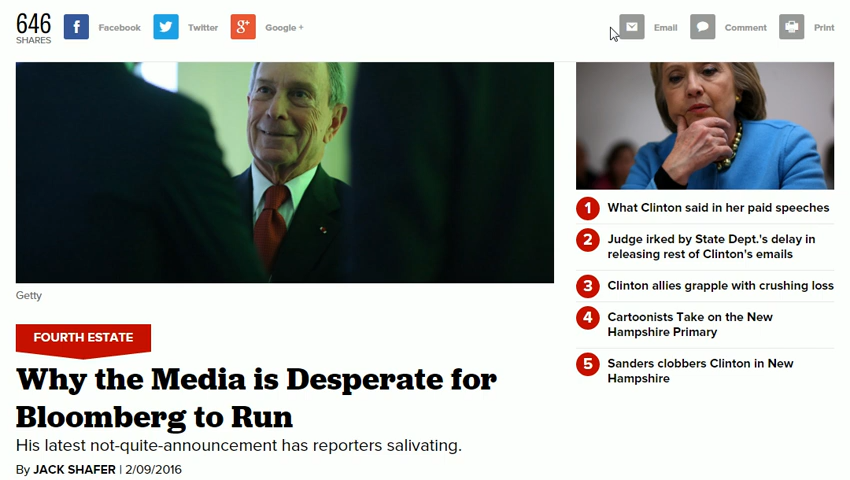 646
SHARES
Facebook
Twitter
Google +
Email
Comment
Print
Getty
FOURTH ESTATE
Why the Media is Desperate for
Bloomberg to Run
His latest not-quite-announcement has reporters salivating.
By JACK SHAFER | 2/09/2016
1 What Clinton said in her paid speeches
2 Judge irked by State Dept.'s delay in
releasing rest of Clinton's emails
3 Clinton allies grapple with crushing loss
4 Cartoonists Take on the New
Hampshire Primary
5 Sanders clobbers Clinton in New
Hampshire